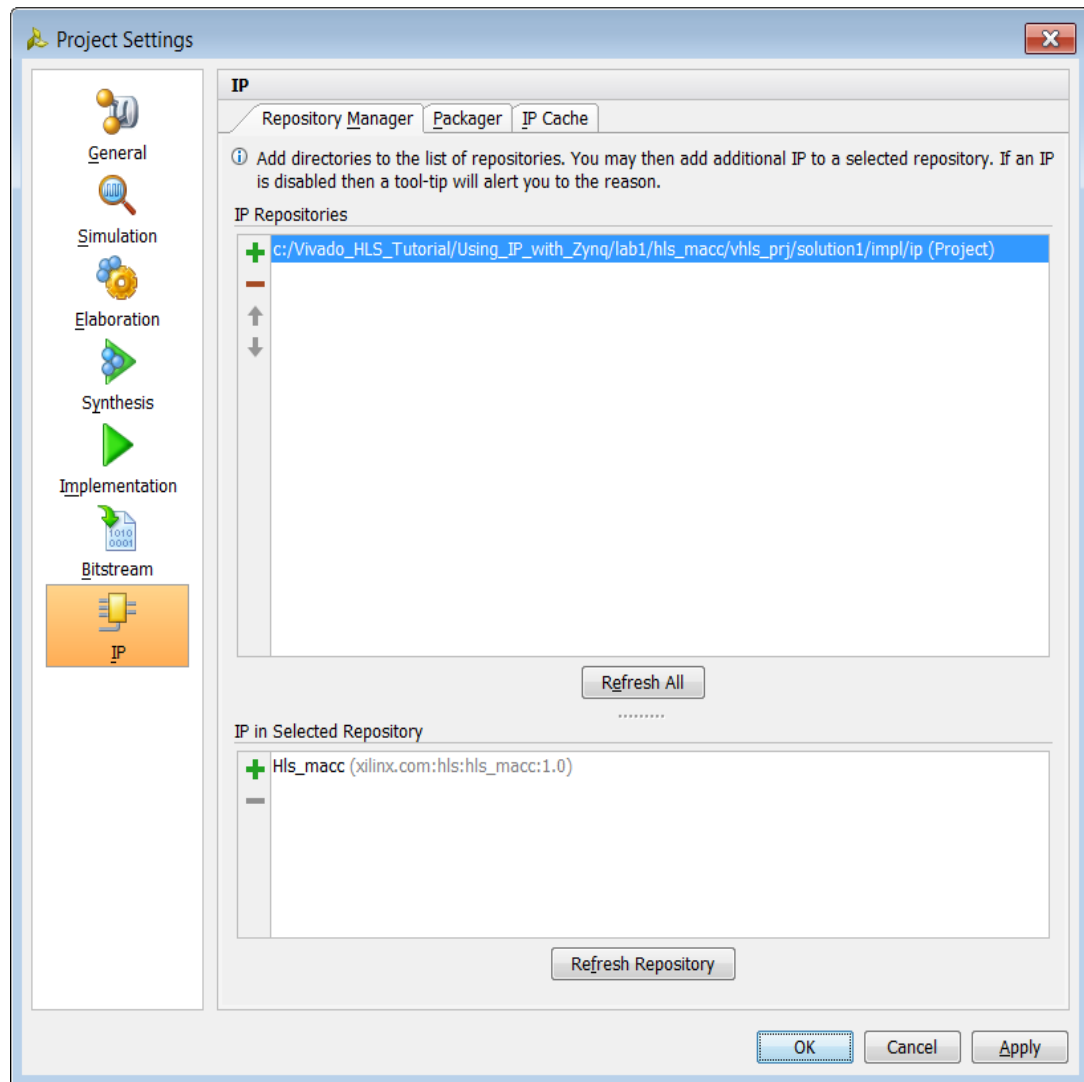 Project Settings
General
Simulation
Elaboration
Synthesis
Implementation
1010
0001
Bitstream
IP
IP
Repository Manager Packager IP Cache
Add directories to the list of repositories. You may then add additional IP to a selected repository. If an IP
is disabled then a tool-tip will alert you to the reason.
IP Repositories
c:/Vivado_HLS_Tutorial/Using_IP_with_Zynq/lab1/hls_macc/vhls_prj/solution1/impl/ip (Project)
Refresh All
IP in Selected Repository
Hls_macc (xilinx.com:hls:hls_macc:1.0)
Refresh Repository
OK Cancel Apply